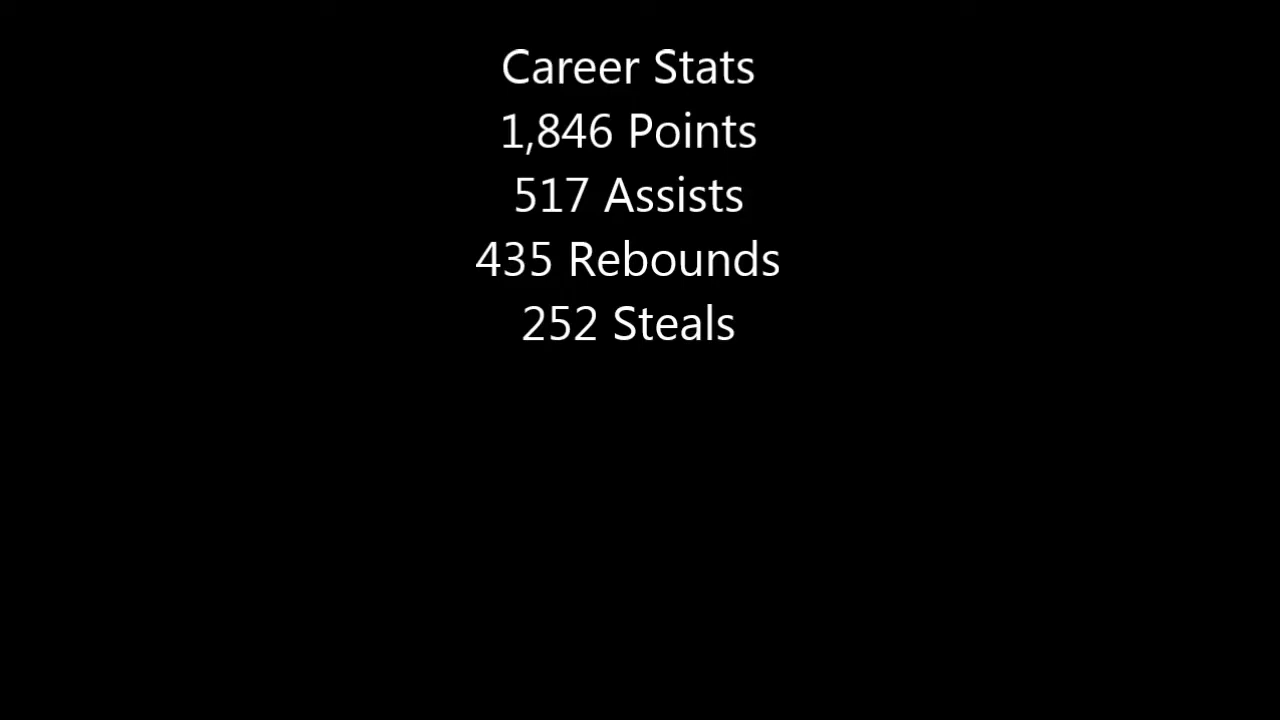 Career Stats
1,846 Points
517 Assists
435 Rebounds
252 Steals